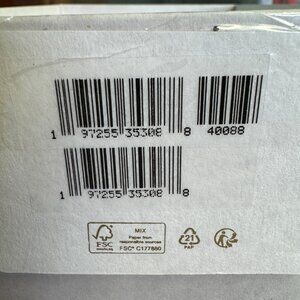 1 97255 35308 8 40088
1 97255 35308 8
FSC
MIX
Paper from
responsible sources
FSC® C177880
21
PAP